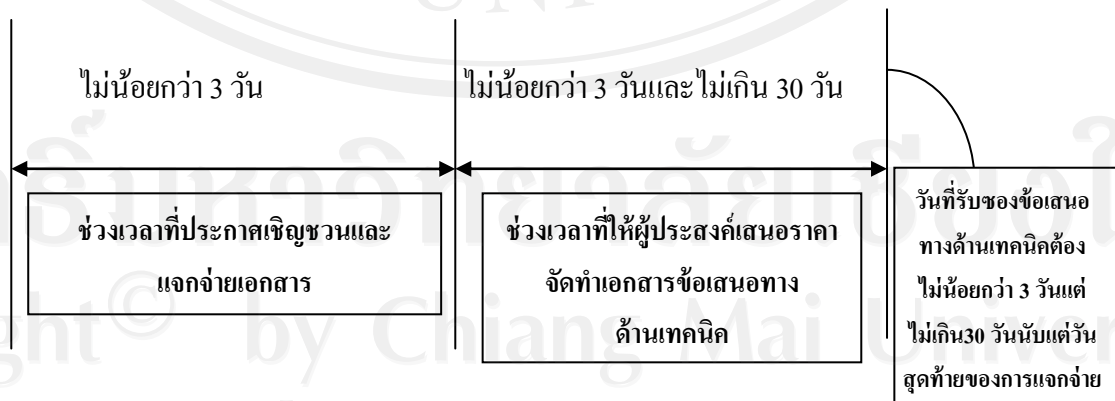 ไม่น้อยกว่า 3 วัน
ไม่น้อยกว่า 3 วันและไม่เกิน 30 วัน
ช่วงเวลาที่ประกาศเชิญชวนและ
แจกจ่ายเอกสาร
ช่วงเวลาที่ให้ผู้ประสงค์เสนอราคา
จัดทำเอกสารข้อเสนอทาง
ด้านเทคนิค
วันที่รับซองข้อเสนอ
ทางด้านเทคนิคต้อง
ไม่น้อยกว่า 3 วันแต่
ไม่เกิน30 วันนับแต่วัน
สุดท้ายของการแจกจ่าย
by Chiang Mai